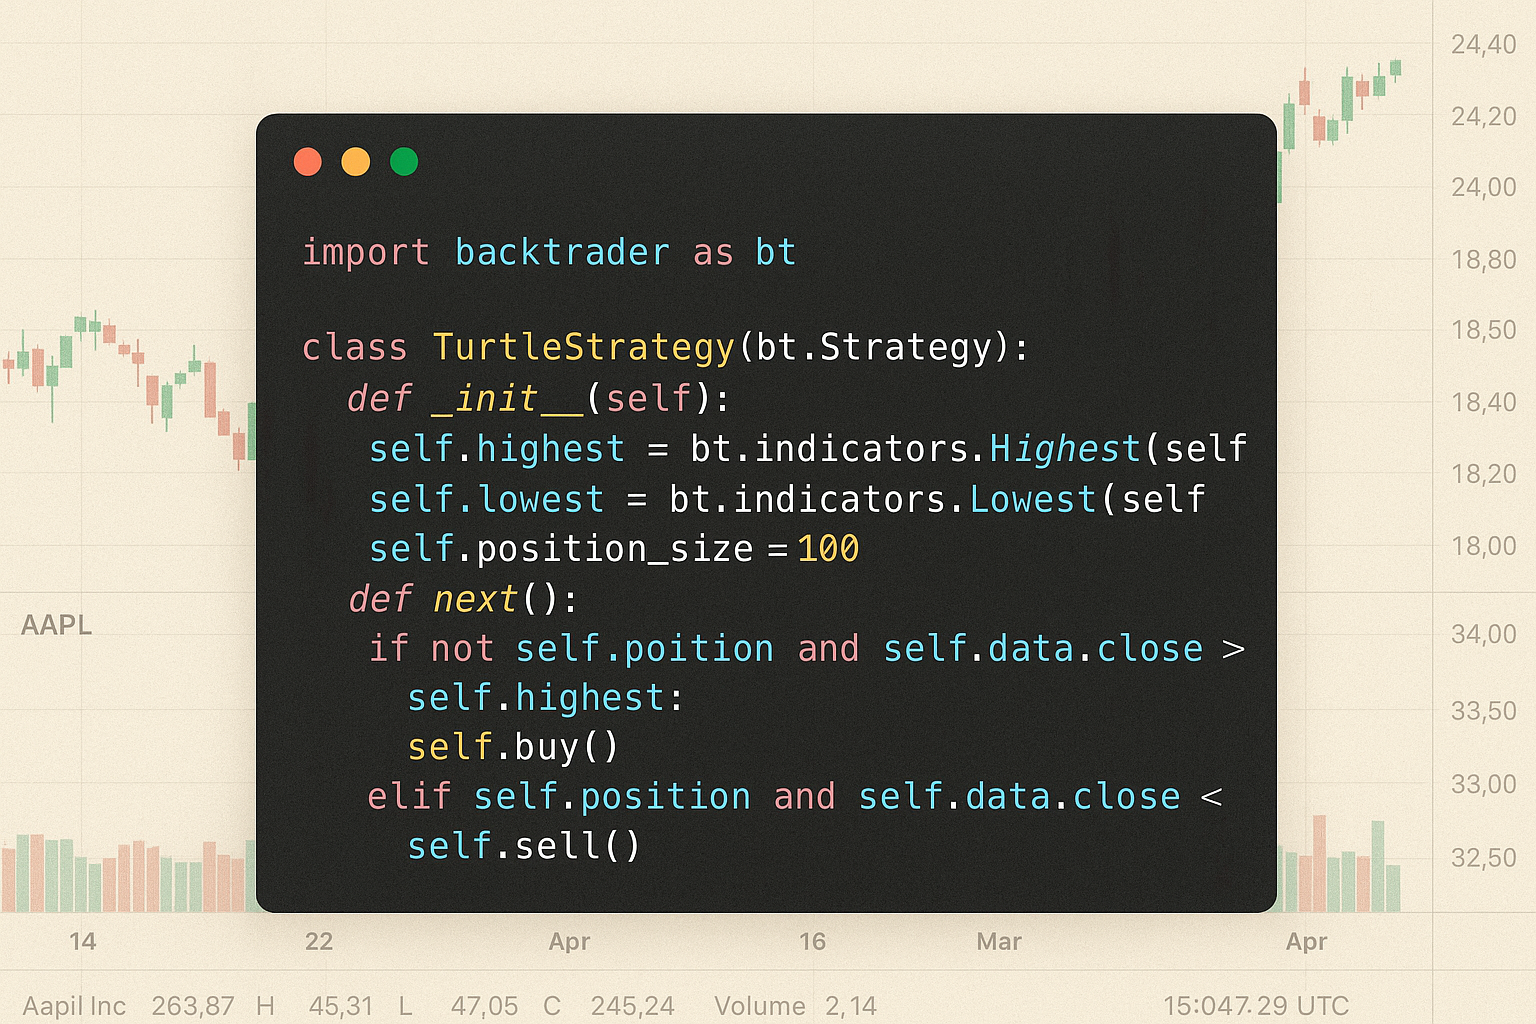 import backtrader as bt
class TurtleStrategy(bt.Strategy):
def _init__(self):
self.highest = bt.indicators.Highest(self
self.lowest = bt.indicators.Lowest(self
self.position_size = 100
def next():
if not self.poition and self.data.close >
self.highest:
self.buy()
elif self.position and self.data.close <
self.sell()
24,40
24,20
24,00
18,80
18,50
18,40
18,20
18,00
AAPL
34,00
33,50
33,00
32,50
14 22 Apr 16 Mar Apr
Aapil Inc 263,87 H 45,31 L 47,05 C 245,24 Volume 2,14 15:047.29 UTC